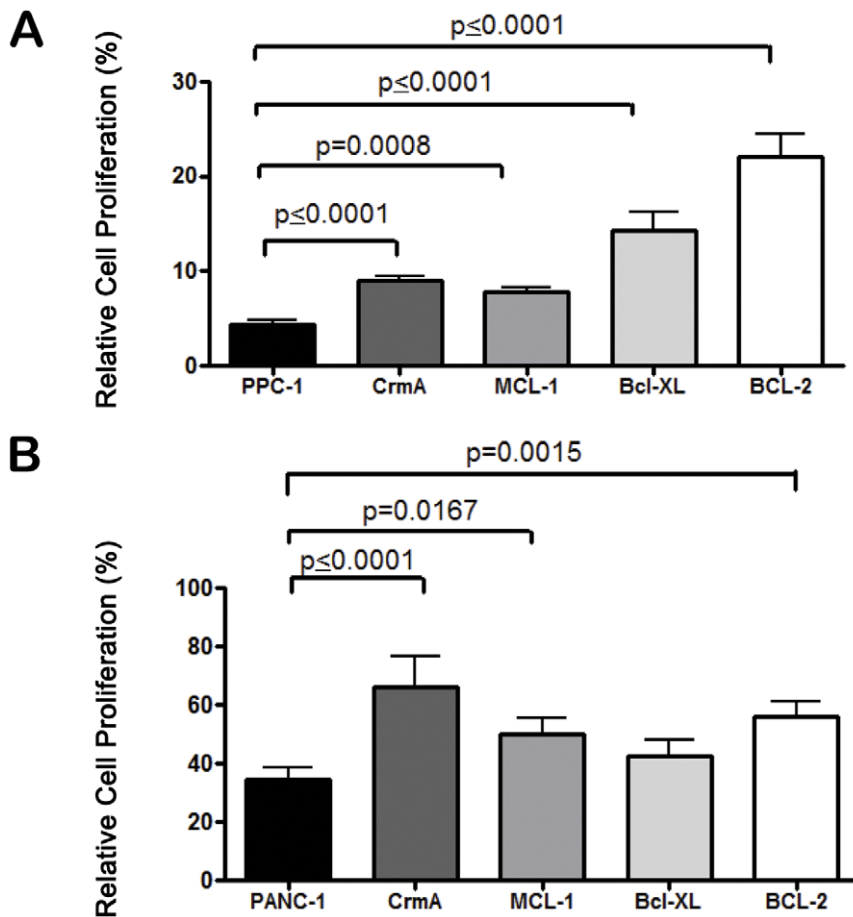 A
p≤0.0001
p≤0.0001
p=0.0008
p≤0.0001
Relative Cell Proliferation (%)
30
20
10
0
PPC-1 CrmA MCL-1 Bcl-XL BCL-2
B
p=0.0015
p=0.0167
p≤0.0001
Relative Cell Proliferation (%)
100
80
60
40
20
0
PANC-1 CrmA MCL-1 Bcl-XL BCL-2